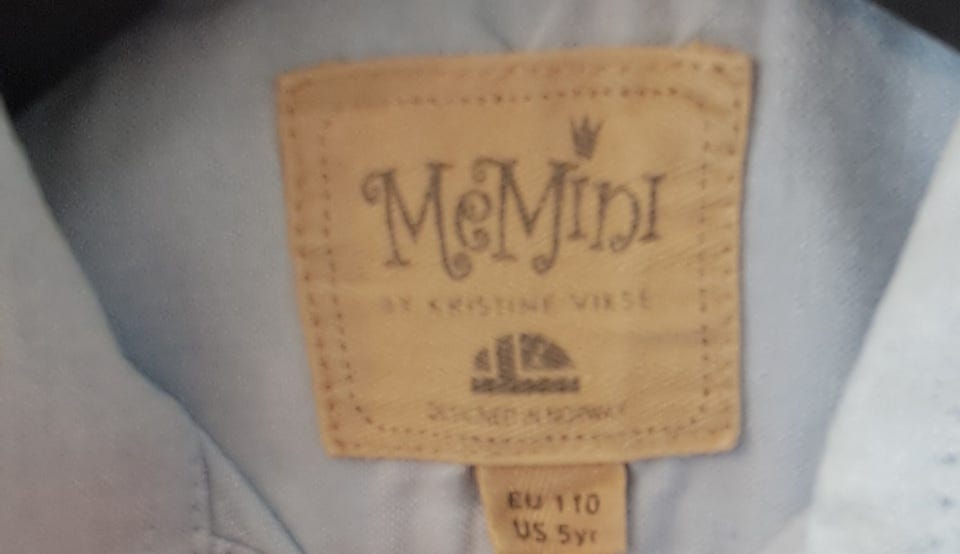 MeMini
BY KRISTINE VIKSE
DESIGNED IN NORWAY
EU 110
US 5yr